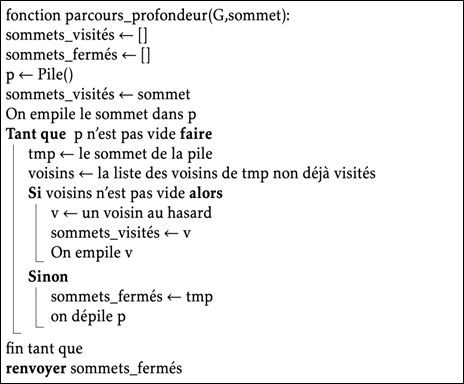 fonction parcours_profondeur(G,sommet):
sommets_visités ← []
sommets_fermés ← []
p ← Pile()
sommets_visités ← sommet
On empile le sommet dans p
Tant que p n'est pas vide faire
tmp ← le sommet de la pile
voisins ← la liste des voisins de tmp non déjà visités
Si voisins n'est pas vide alors
v ← un voisin au hasard
sommets_visités ← v
On empile v
Sinon
sommets_fermés ← tmp
on dépile p
fin tant que
renvoyer sommets_fermés